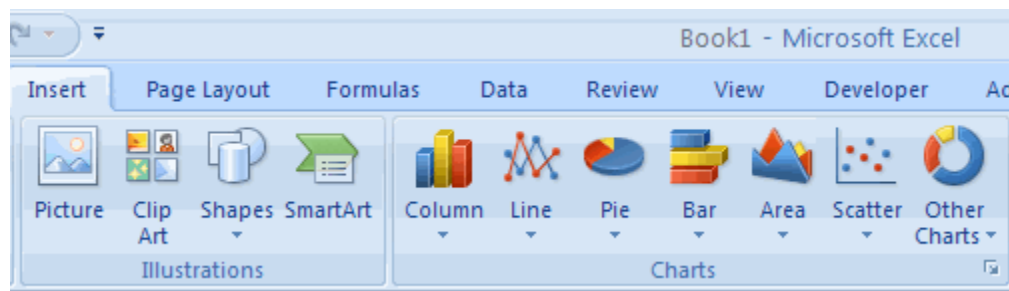 Book1 - Microsoft Excel
Insert Page Layout Formulas Data Review View Developer
Picture Clip Art Shapes SmartArt Column Line Pie Bar Area Scatter Other Charts
Illustrations Charts